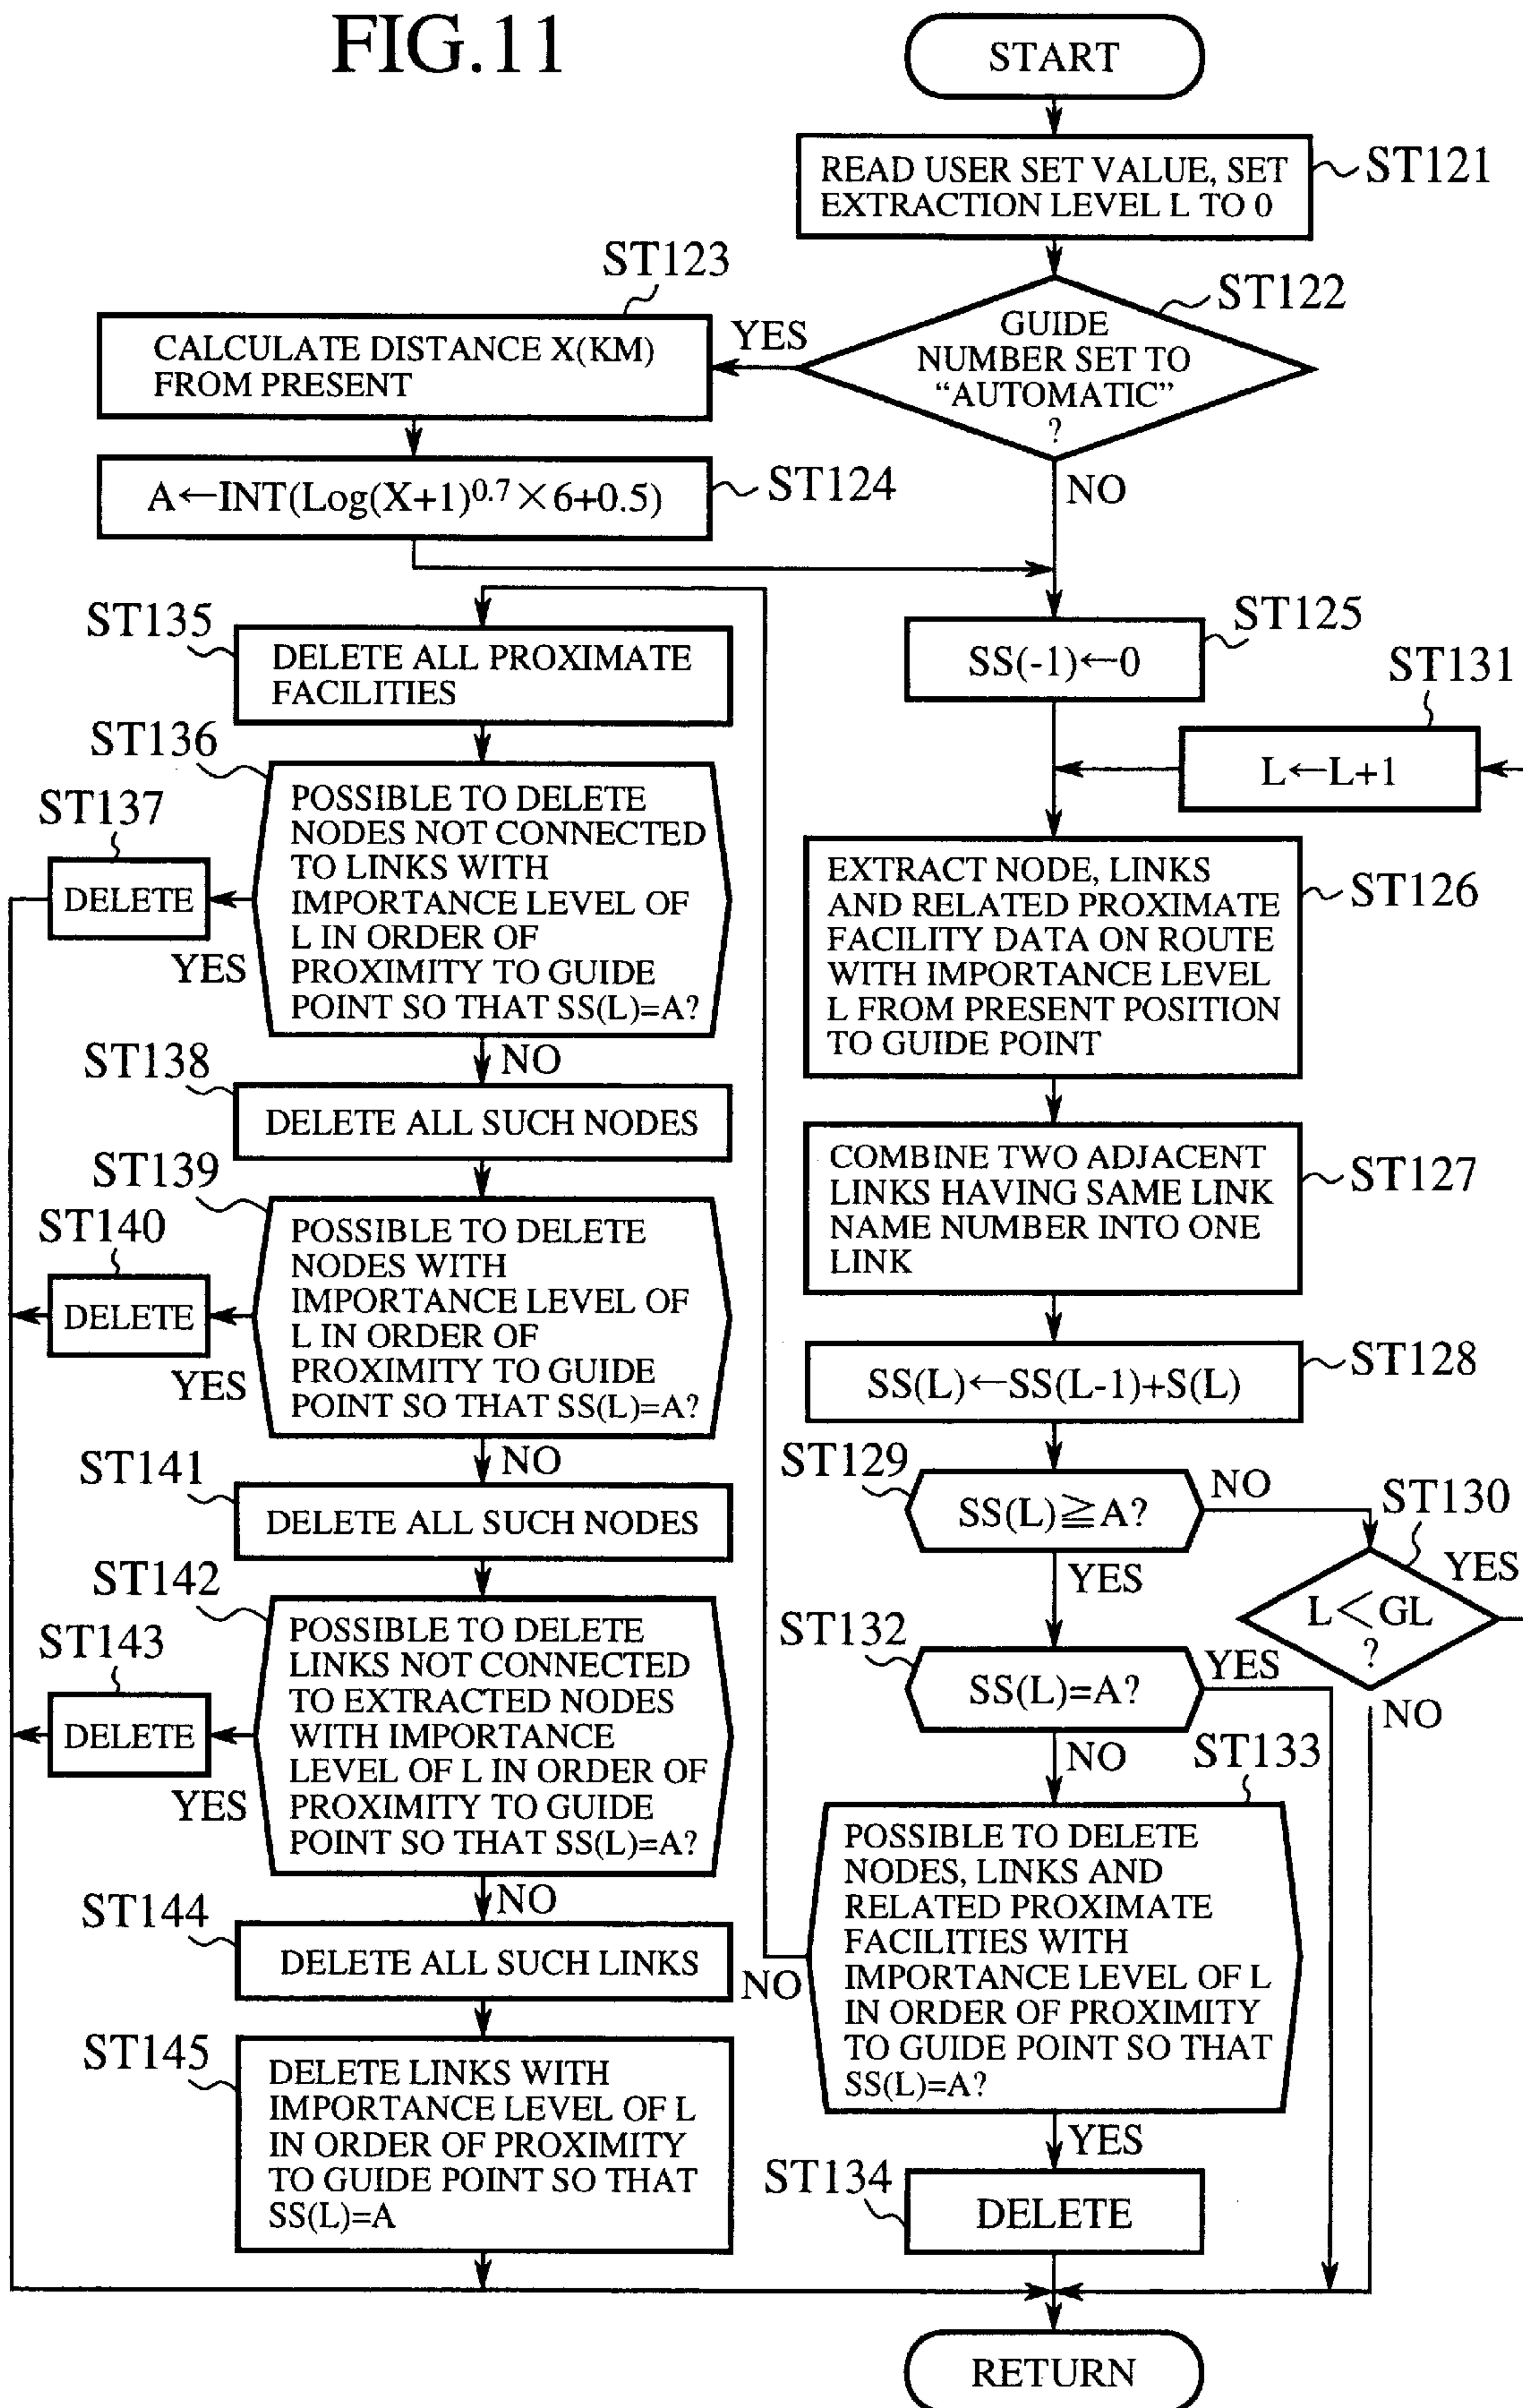 FIG.11
START
READ USER SET VALUE, SET
EXTRACTION LEVEL L TO 0
ST121
GUIDE
NUMBER SET TO
“AUTOMATIC”
?
ST122
YES
NO
ST123
CALCULATE DISTANCE X(KM)
FROM PRESENT
A←INT(Log(X+1)^0.7×6+0.5)
ST124
SS(-1)←0
ST125
ST131
L←L+1
EXTRACT NODE, LINKS
AND RELATED PROXIMATE
FACILITY DATA ON ROUTE
WITH IMPORTANCE LEVEL
L FROM PRESENT POSITION
TO GUIDE POINT
ST126
COMBINE TWO ADJACENT
LINKS HAVING SAME LINK
NAME NUMBER INTO ONE
LINK
ST127
SS(L)←SS(L-1)+S(L)
ST128
ST129
SS(L)≧A?
NO
YES
ST130
L<GL
?
YES
NO
ST132
SS(L)=A?
YES
NO
ST133
POSSIBLE TO DELETE
NODES, LINKS AND
RELATED PROXIMATE
FACILITIES WITH
IMPORTANCE LEVEL OF L
IN ORDER OF PROXIMITY
TO GUIDE POINT SO THAT
SS(L)=A?
NO
YES
ST134
DELETE
ST135
DELETE ALL PROXIMATE
FACILITIES
ST136
POSSIBLE TO DELETE
NODES NOT CONNECTED
TO LINKS WITH
IMPORTANCE LEVEL OF
L IN ORDER OF
PROXIMITY TO GUIDE
POINT SO THAT SS(L)=A?
ST137
DELETE
YES
NO
ST138
DELETE ALL SUCH NODES
ST139
POSSIBLE TO DELETE
NODES WITH
IMPORTANCE LEVEL OF
L IN ORDER OF
PROXIMITY TO GUIDE
POINT SO THAT SS(L)=A?
ST140
DELETE
YES
NO
ST141
DELETE ALL SUCH NODES
ST142
POSSIBLE TO DELETE
LINKS NOT CONNECTED
TO EXTRACTED NODES
WITH IMPORTANCE
LEVEL OF L IN ORDER OF
PROXIMITY TO GUIDE
POINT SO THAT SS(L)=A?
ST143
DELETE
YES
NO
ST144
DELETE ALL SUCH LINKS
ST145
DELETE LINKS WITH
IMPORTANCE LEVEL OF L
IN ORDER OF PROXIMITY
TO GUIDE POINT SO THAT
SS(L)=A
RETURN